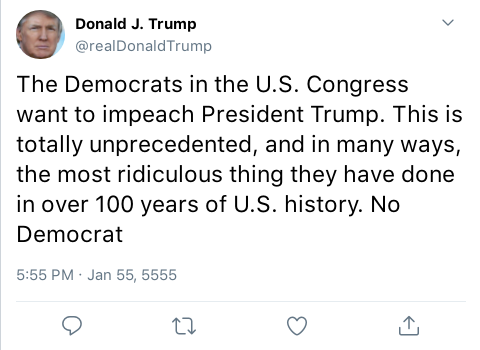 Donald J. Trump
@realDonaldTrump
The Democrats in the U.S. Congress
want to impeach President Trump. This is
totally unprecedented, and in many ways,
the most ridiculous thing they have done
in over 100 years of U.S. history. No
Democrat
5:55 PM · Jan 55, 5555